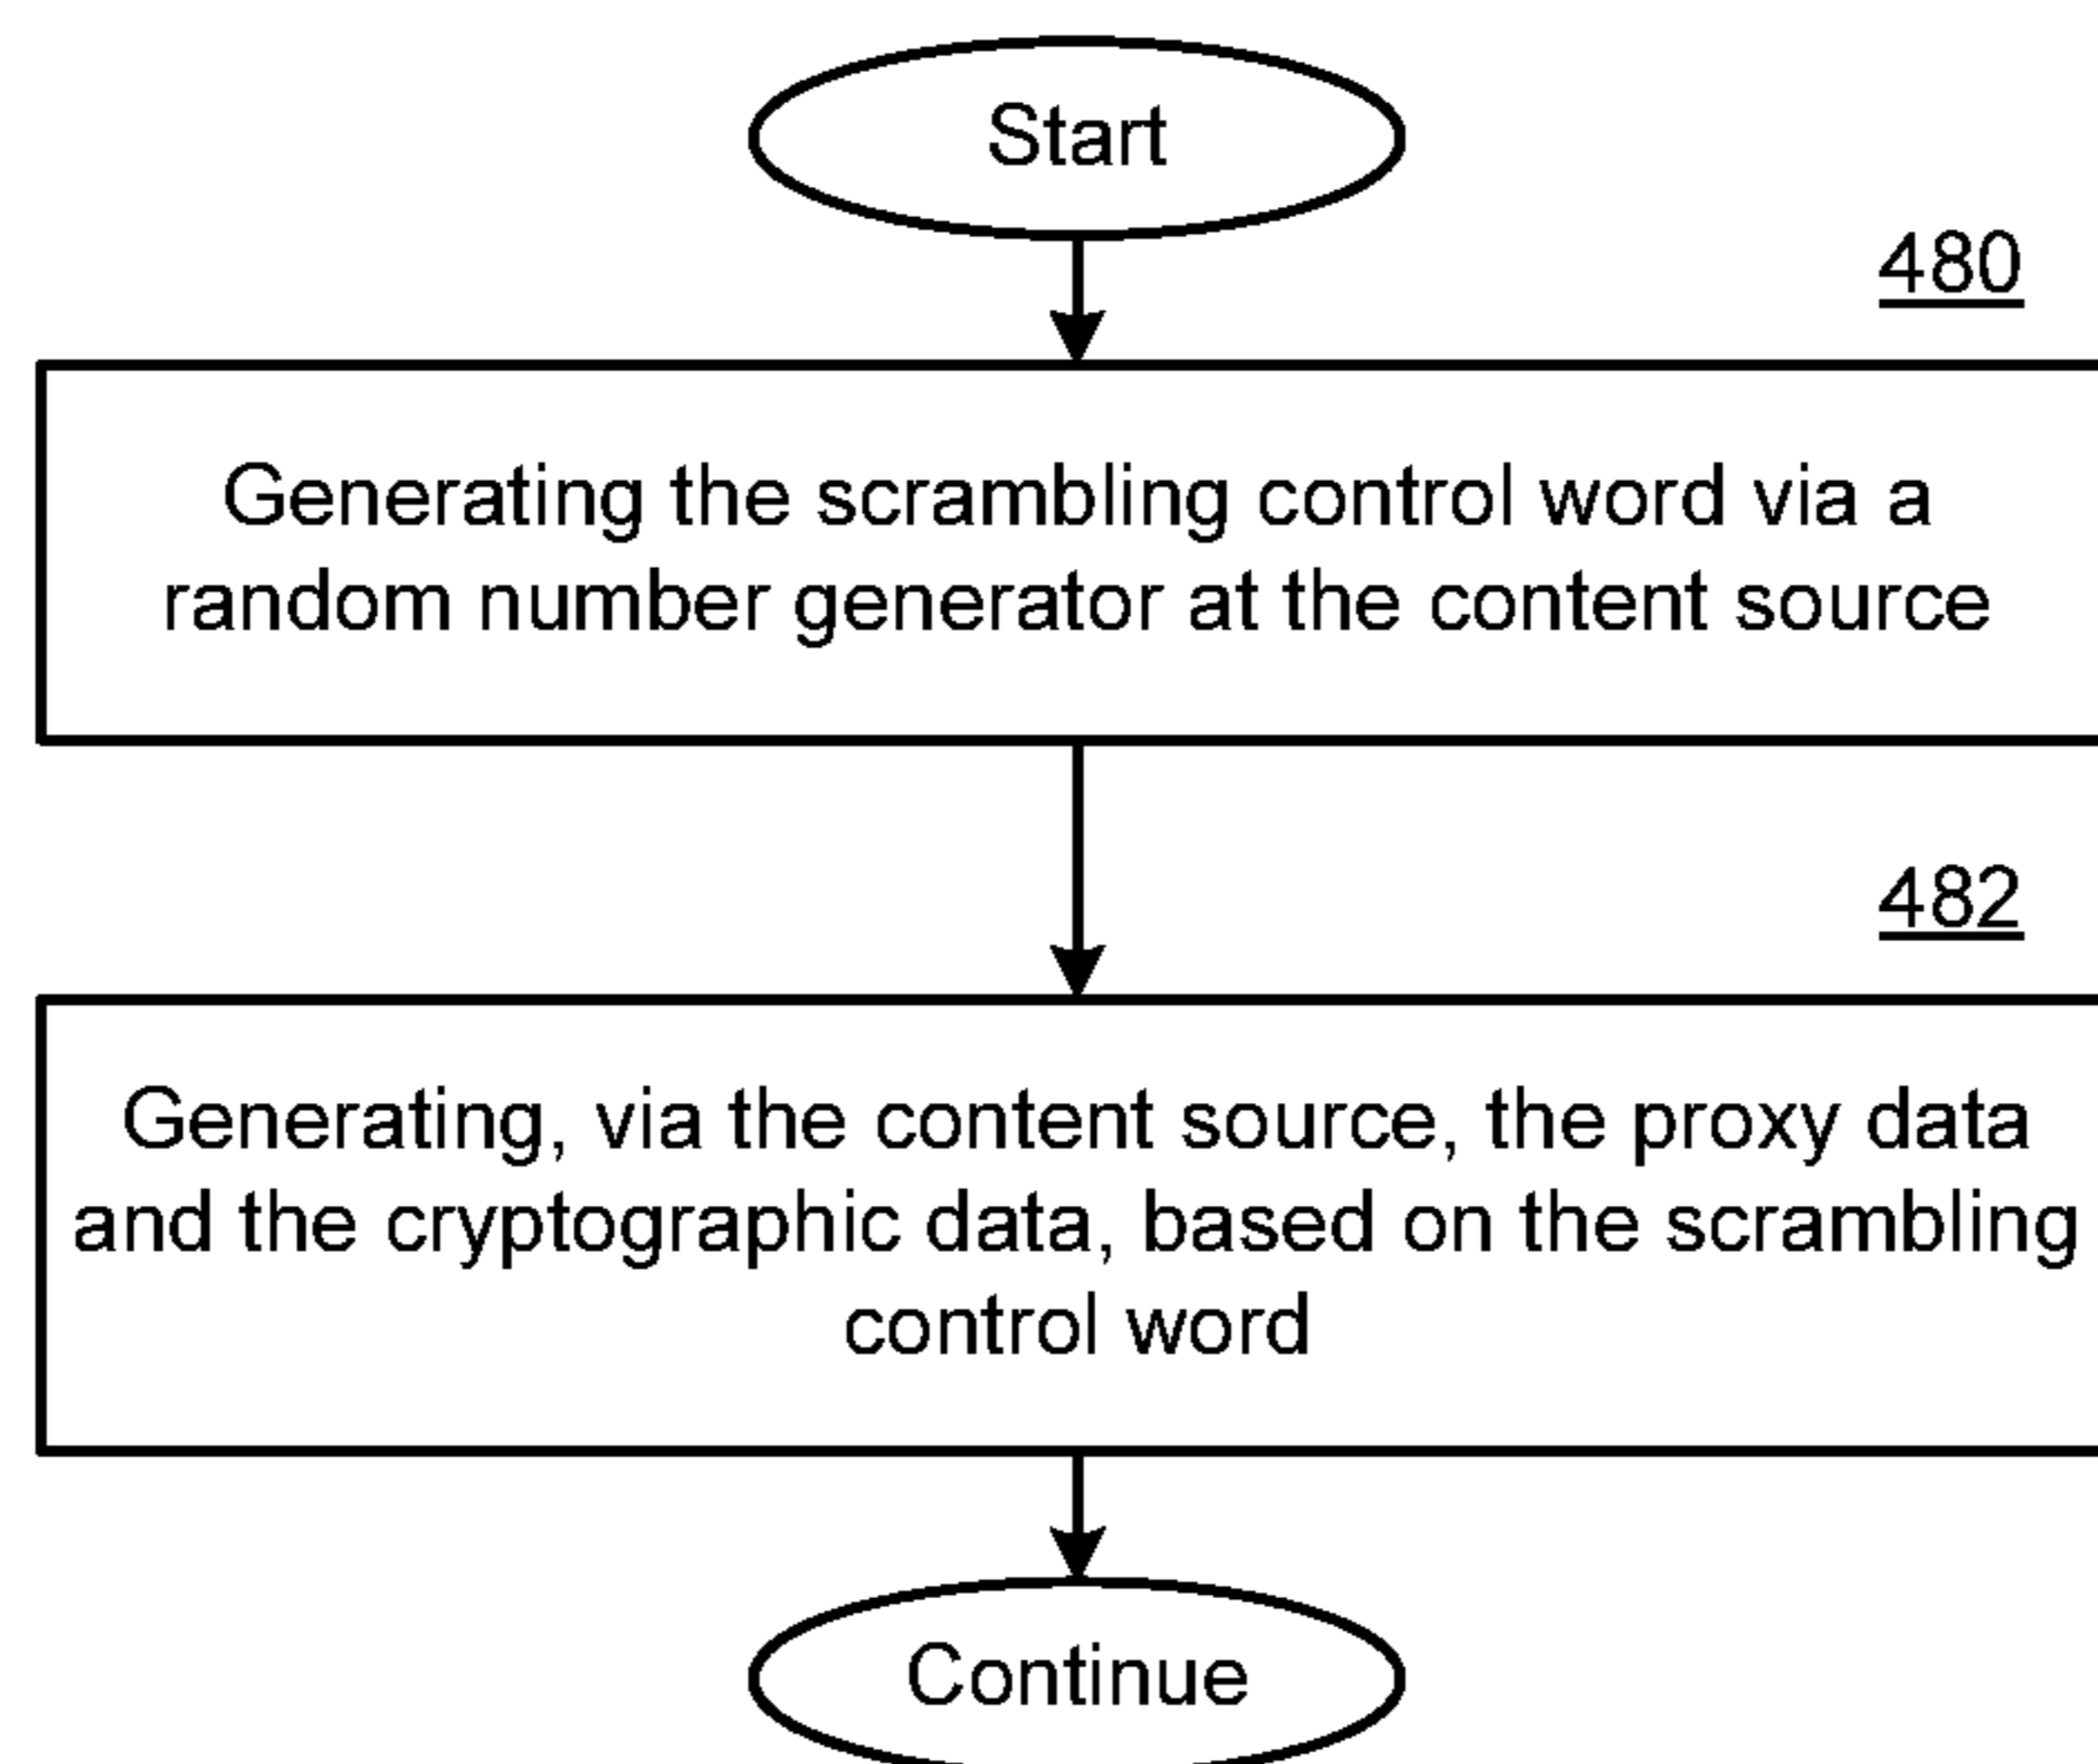 Start
480
Generating the scrambling control word via a
random number generator at the content source
482
Generating, via the content source, the proxy data
and the cryptographic data, based on the scrambling
control word
Continue